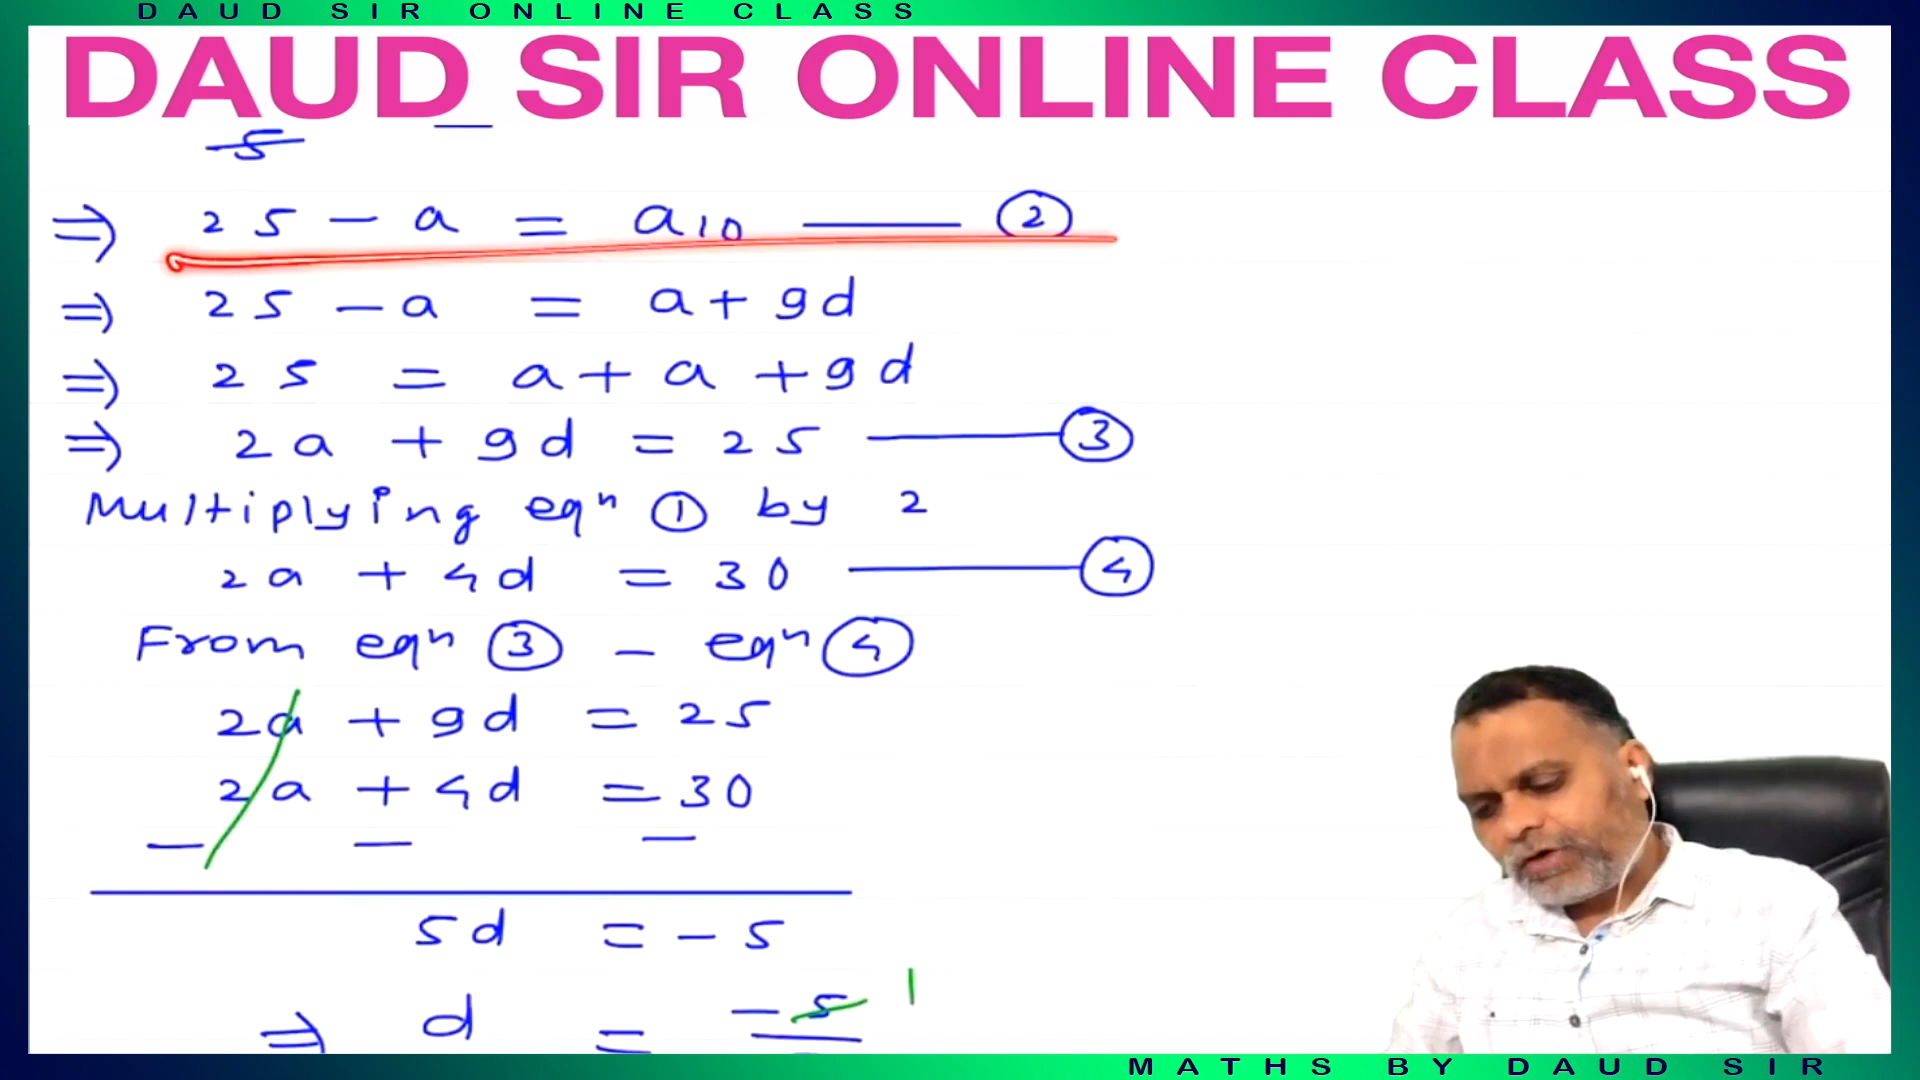 DAUD SIR ONLINE CLASS
DAUD SIR ONLINE CLASS
5
⇒ 25 - a = a₁₀ —— ②
⇒ 25 - a = a + 9d
⇒ 25 = a + a + 9d
⇒ 2a + 9d = 25 —— ③
Multiplying eqⁿ ① by 2
2a + 4d = 30 —— ④
From eqⁿ ③ - eqⁿ ④
2a + 9d = 25
2a + 4d = 30
- - -
5d = - 5
⇒ d = - 5 1
MATHS BY DAUD SIR